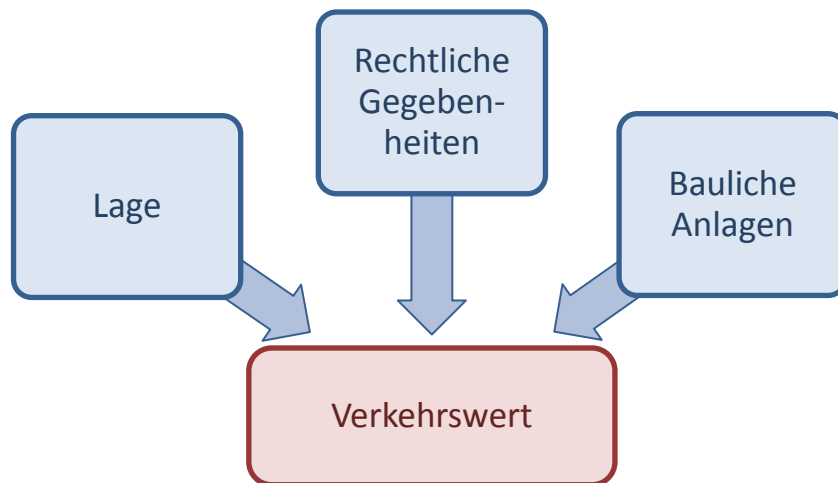 Rechtliche
Gegeben-
heiten
Lage
Bauliche
Anlagen
Verkehrswert